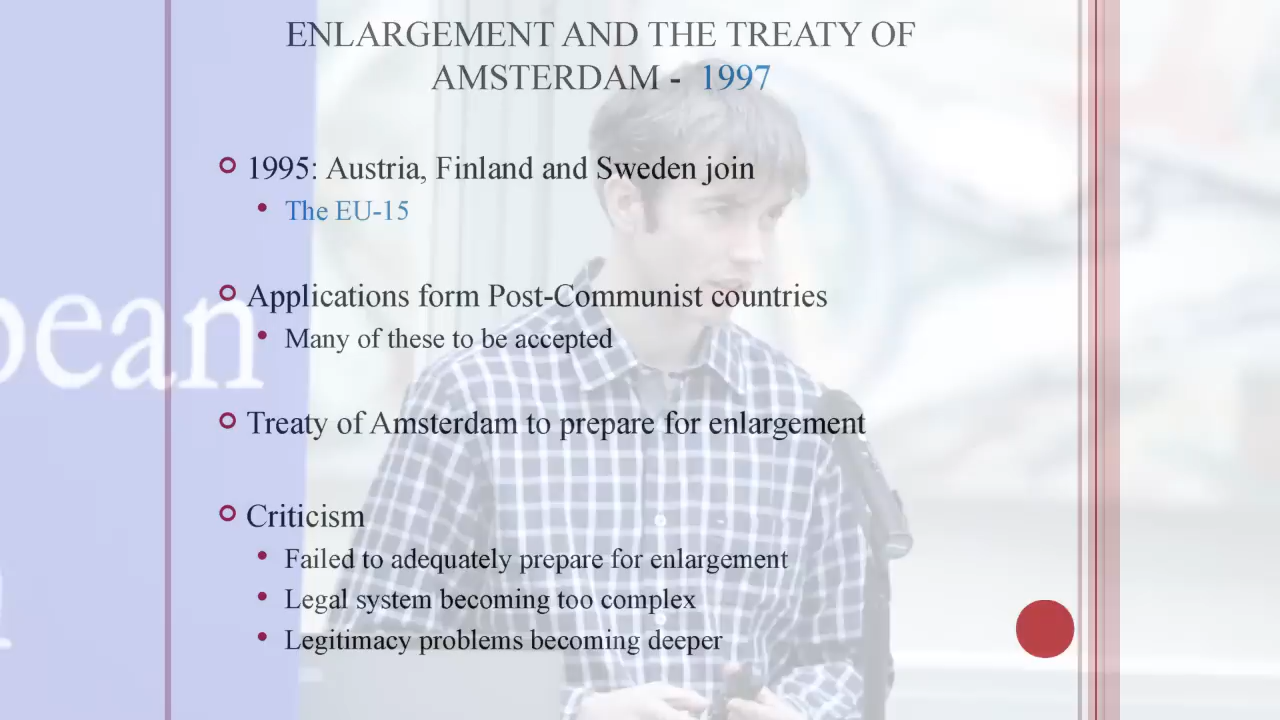 ENLARGEMENT AND THE TREATY OF
AMSTERDAM - 1997
1995: Austria, Finland and Sweden join
The EU-15
Applications form Post-Communist countries
pean
Many of these to be accepted
Treaty of Amsterdam to prepare for enlargement
Criticism
Failed to adequately prepare for enlargement
Legal system becoming too complex
Legitimacy problems becoming deeper